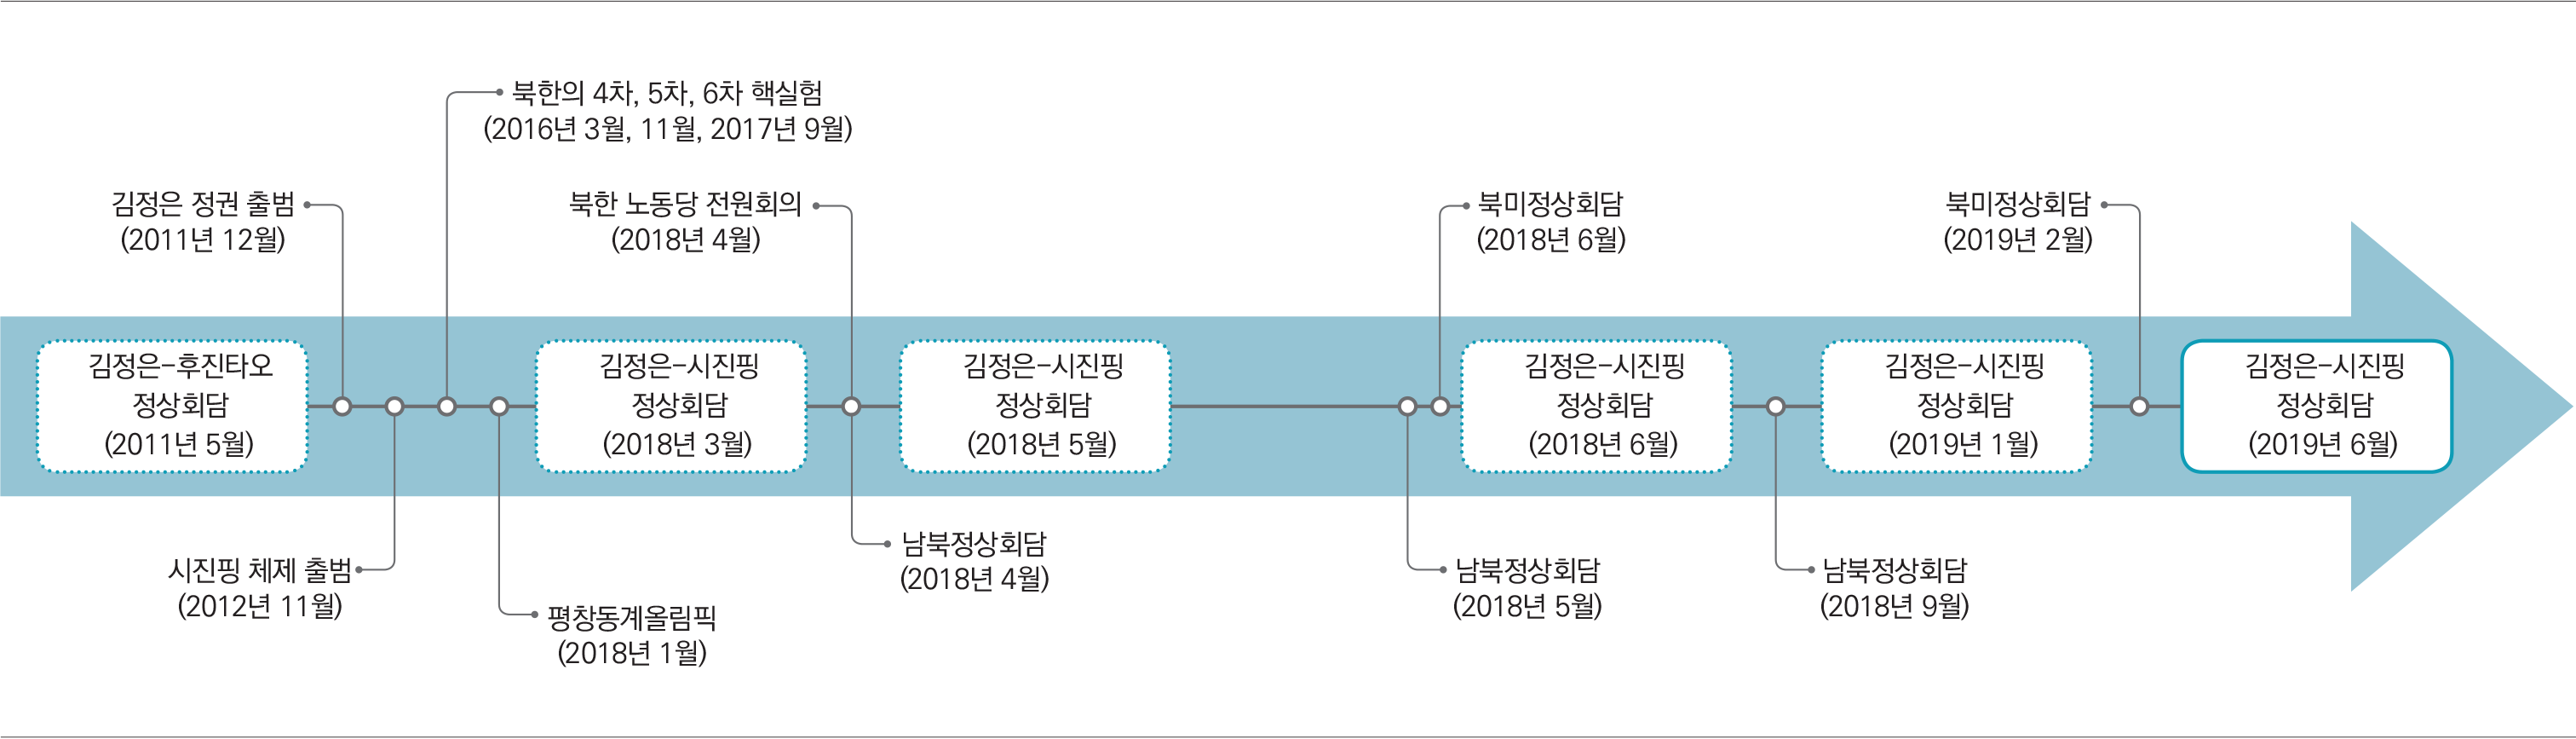 북한의 4차, 5차, 6차 핵실험
(2016년 3월, 11월, 2017년 9월)
김정은 정권 출범
(2011년 12월)
북한 노동당 전원회의
(2018년 4월)
북미정상회담
(2018년 6월)
북미정상회담
(2019년 2월)
김정은–후진타오
정상회담
(2011년 5월)
김정은–시진핑
정상회담
(2018년 3월)
김정은–시진핑
정상회담
(2018년 5월)
김정은–시진핑
정상회담
(2018년 6월)
김정은–시진핑
정상회담
(2019년 1월)
김정은–시진핑
정상회담
(2019년 6월)
시진핑 체제 출범
(2012년 11월)
평창동계올림픽
(2018년 1월)
남북정상회담
(2018년 4월)
남북정상회담
(2018년 5월)
남북정상회담
(2018년 9월)